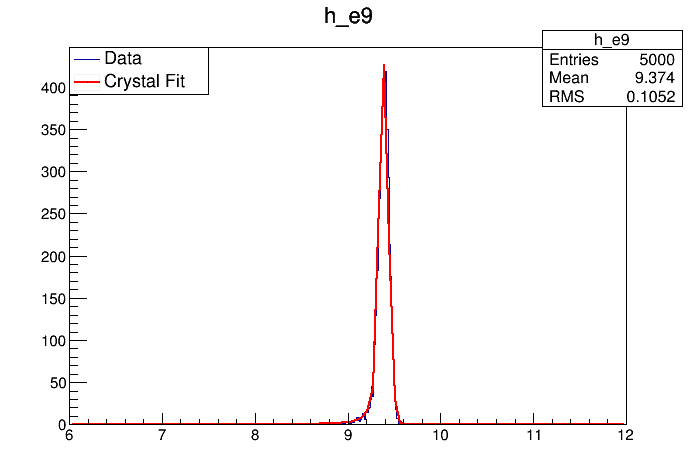 h_e9
h_e9
Entries 5000
Mean 9.374
RMS 0.1052
Data
Crystal Fit
400
350
300
250
200
150
100
50
0
6 7 8 9 10 11 12